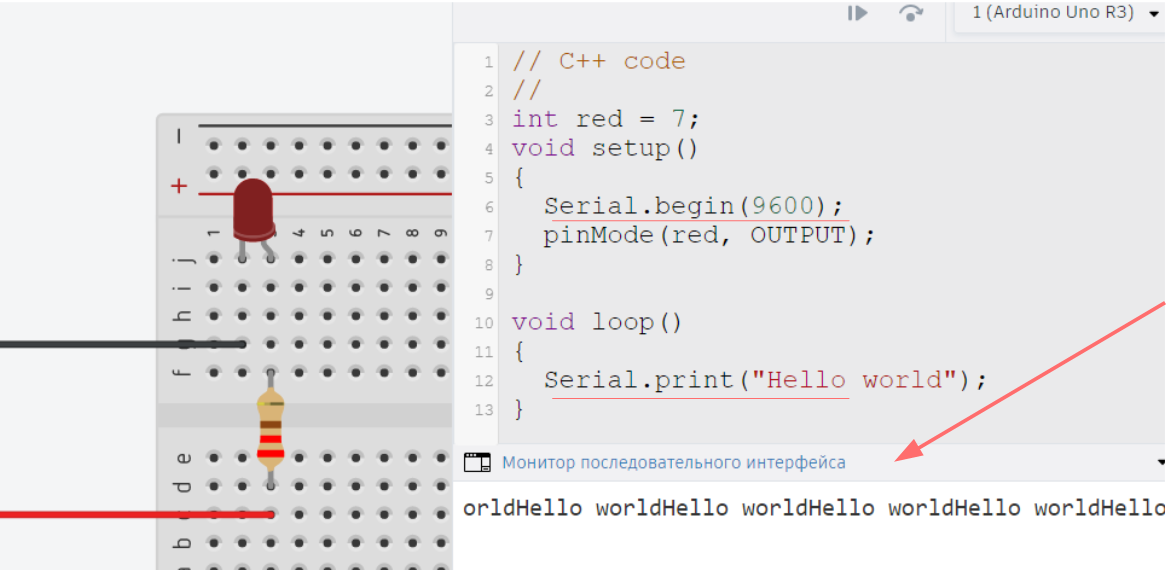 1 (Arduino Uno R3)
1 // C++ code
2 //
3 int red = 7;
4 void setup()
5 {
6 Serial.begin(9600);
7 pinMode(red, OUTPUT);
8 }
9
10 void loop()
11 {
12 Serial.print("Hello world");
13 }
Монитор последовательного интерфейса
orldHello worldHello worldHello worldHello worldHello
− 
+
1 4 5 6 7 8 9
j
i
h
g
f
e
d
c
b
a